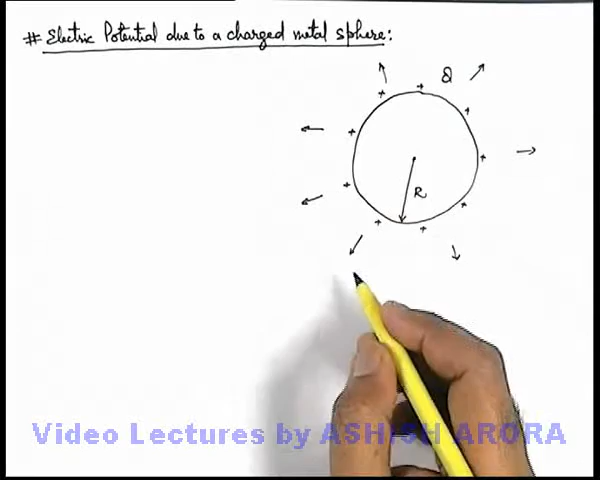 # Electric Potential due to a charged metal sphere:
Q
R
Video Lectures by ASHISH ARORA